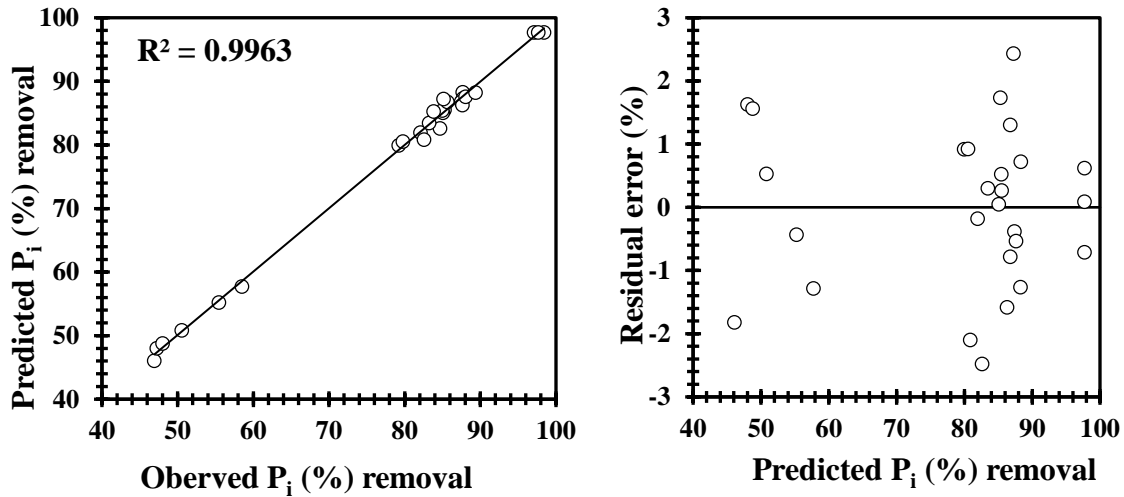 100
90
80
70
60
50
40
R² = 0.9963
Predicted Pᵢ (%) removal
40 50 60 70 80 90 100
Oberved Pᵢ (%) removal
3
2
1
0
-1
-2
-3
Residual error (%)
40 50 60 70 80 90 100
Predicted Pᵢ (%) removal